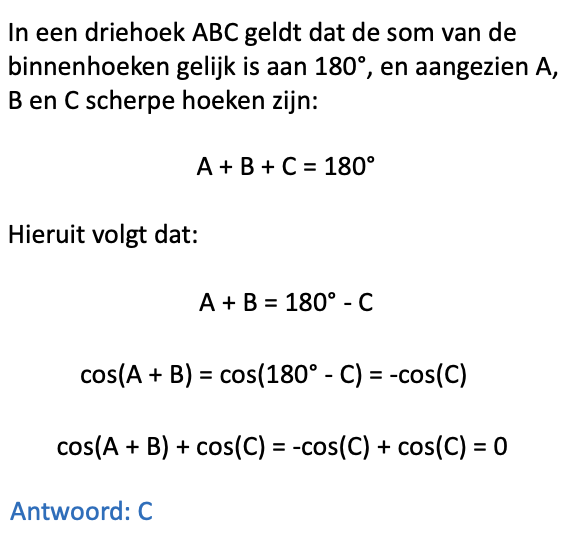 In een driehoek ABC geldt dat de som van de
binnenhoeken gelijk is aan 180°, en aangezien A,
B en C scherpe hoeken zijn:
A + B + C = 180°
Hieruit volgt dat:
A + B = 180° - C
cos(A + B) = cos(180° - C) = -cos(C)
cos(A + B) + cos(C) = -cos(C) + cos(C) = 0
Antwoord: C